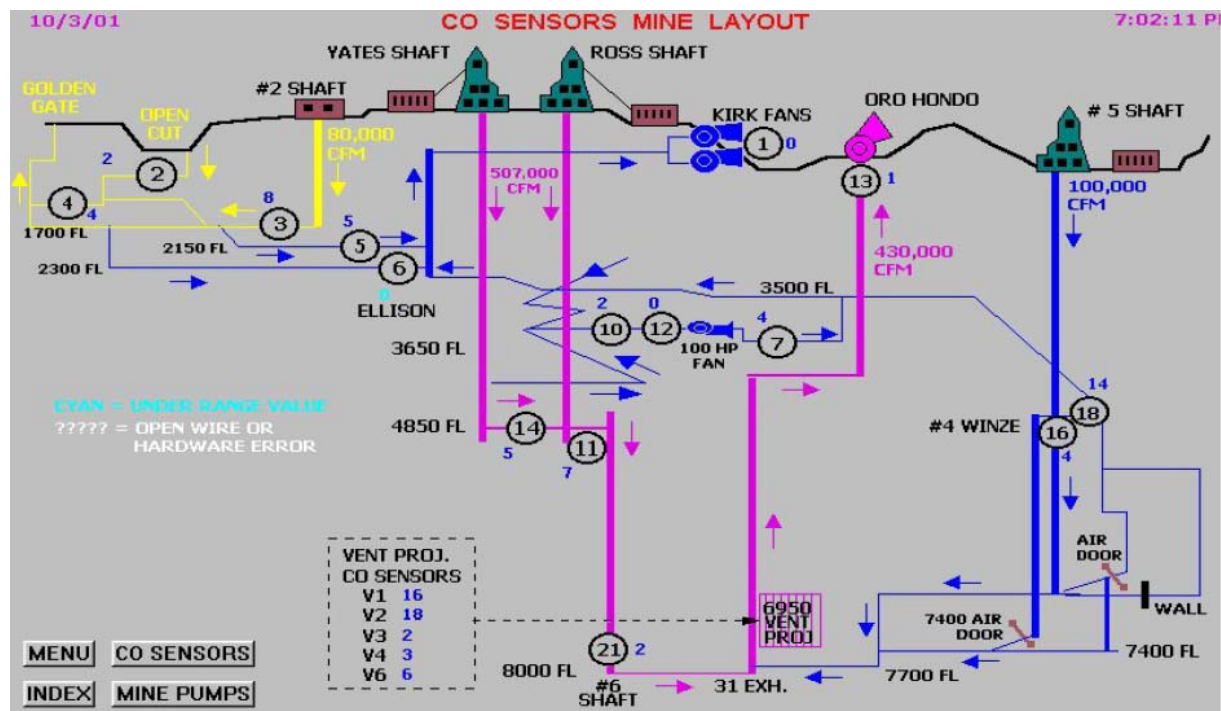 10/3/01
CO SENSORS MINE LAYOUT
7:02:11 P
YATES SHAFT
ROSS SHAFT
#2 SHAFT
GOLDEN
GATE
OPEN
CUT
KIRK FANS
ORO HONDO
# 5 SHAFT
80,000
CFM
1
0
2
2
507,000
CFM
13
1
100,000
CFM
4
4
8
3
1700 FL
5
5
2150 FL
430,000
CFM
2300 FL
6
0
ELLISON
3500 FL
2
10
0
12
4
7
100 HP
FAN
3650 FL
14
18
CYAN = UNDER RANGE VALUE
????? = OPEN WIRE OR
HARDWARE ERROR
4850 FL
14
5
11
7
#4 WINZE
16
4
VENT PROJ.
CO SENSORS
V1 16
V2 18
V3 2
V4 3
V6 6
AIR
DOOR
WALL
6950
VENT
PROJ
7400 AIR
DOOR
7400 FL
21
2
8000 FL
#6
SHAFT
31 EXH.
7700 FL
MENU
CO SENSORS
INDEX
MINE PUMPS